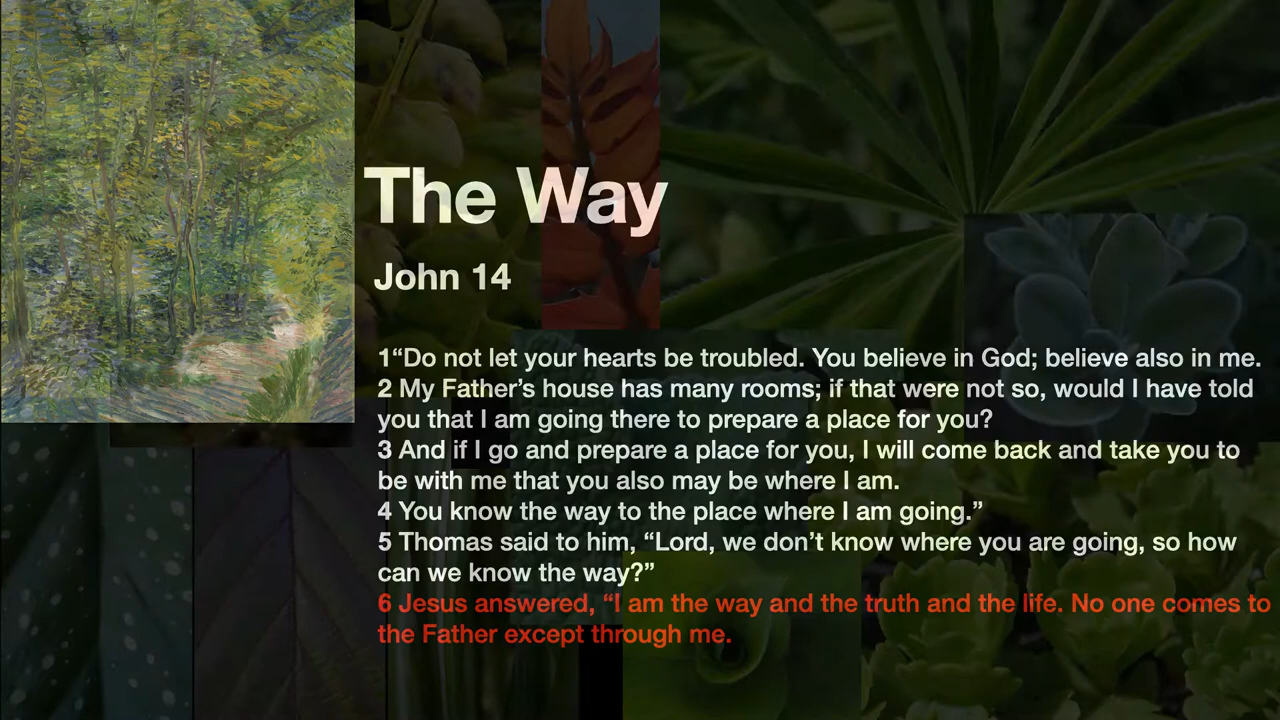 The Way
John 14
1“Do not let your hearts be troubled. You believe in God; believe also in me.
2 My Father’s house has many rooms; if that were not so, would I have told
you that I am going there to prepare a place for you?
3 And if I go and prepare a place for you, I will come back and take you to
be with me that you also may be where I am.
4 You know the way to the place where I am going.”
5 Thomas said to him, “Lord, we don’t know where you are going, so how
can we know the way?”
6 Jesus answered, “I am the way and the truth and the life. No one comes to
the Father except through me.